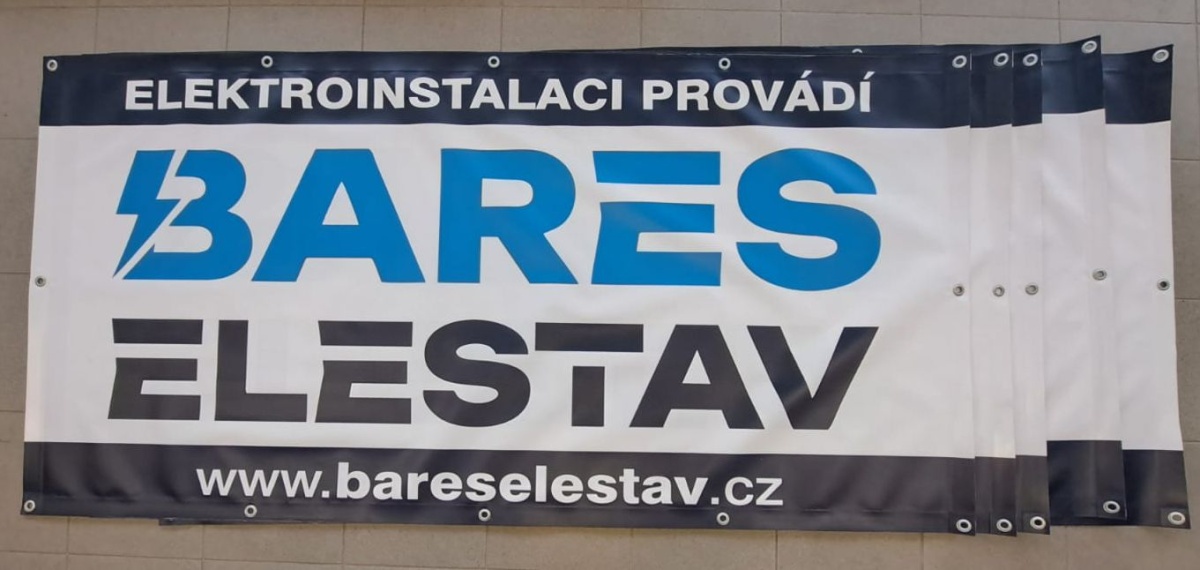 ELEKTROINSTALACI PROVÁDÍ
BARES
ELESTAV
www.bareselestav.cz